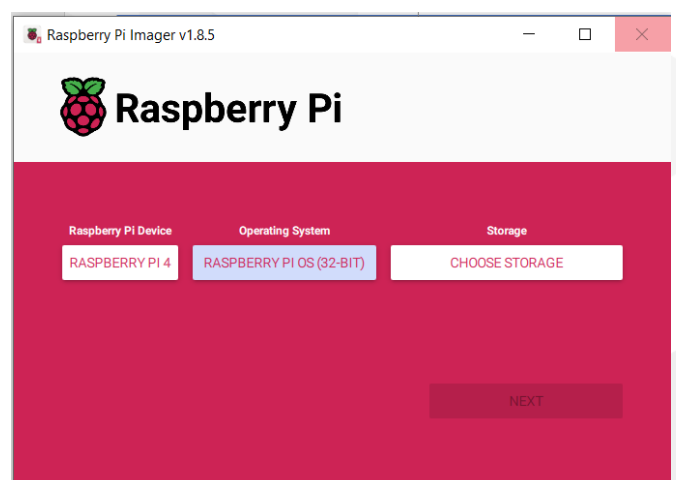 Raspberry Pi Imager v1.8.5
Raspberry Pi
Raspberry Pi Device Operating System Storage
RASPBERRY PI 4 RASPBERRY PI OS (32-BIT) CHOOSE STORAGE
NEXT